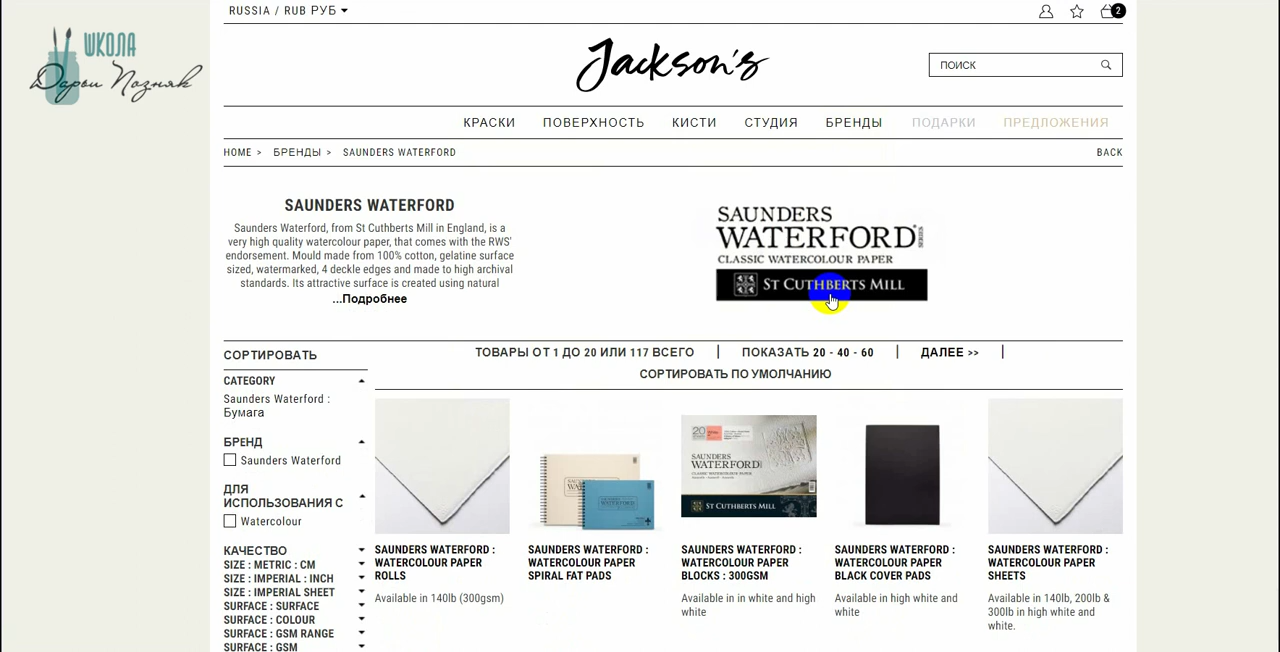 RUSSIA / RUB РУБ
2
ШКОЛА
Дарьи Позняк
Jackson's
ПОИСК
КРАСКИ ПОВЕРХНОСТЬ КИСТИ СТУДИЯ БРЕНДЫ ПОДАРКИ ПРЕДЛОЖЕНИЯ
HOME > БРЕНДЫ > SAUNDERS WATERFORD BACK
SAUNDERS WATERFORD
Saunders Waterford, from St Cuthberts Mill in England, is a
very high quality watercolour paper, that comes with the RWS'
endorsement. Mould made from 100% cotton, gelatine surface
sized, watermarked, 4 deckle edges and made to high archival
standards. Its attractive surface is created using natural
...Подробнее
SAUNDERS
WATERFORD
SERIES
CLASSIC WATERCOLOUR PAPER
ST CUTHBERTS MILL
СОРТИРОВАТЬ
ТОВАРЫ ОТ 1 ДО 20 ИЛИ 117 ВСЕГО | ПОКАЗАТЬ 20 - 40 - 60 | ДАЛЕЕ >> |
СОРТИРОВАТЬ ПО УМОЛЧАНИЮ
CATEGORY
Saunders Waterford :
Бумага
БРЕНД
Saunders Waterford
ДЛЯ
ИСПОЛЬЗОВАНИЯ С
Watercolour
КАЧЕСТВО
SIZE : METRIC : CM
SIZE : IMPERIAL : INCH
SIZE : IMPERIAL SHEET
SURFACE : SURFACE
SURFACE : COLOUR
SURFACE : GSM RANGE
SURFACE : GSM
20
SAUNDERS
WATERFORD
CLASSIC WATERCOLOUR PAPER
ST CUTHBERTS MILL
SAUNDERS WATERFORD :
WATERCOLOUR PAPER
ROLLS
Available in 140lb (300gsm)
SAUNDERS WATERFORD :
WATERCOLOUR PAPER
SPIRAL FAT PADS
SAUNDERS WATERFORD :
WATERCOLOUR PAPER
BLOCKS : 300GSM
Available in in white and high
white
SAUNDERS WATERFORD :
WATERCOLOUR PAPER
BLACK COVER PADS
Available in high white and
white
SAUNDERS WATERFORD :
WATERCOLOUR PAPER
SHEETS
Available in 140lb, 200lb &
300lb in high white and
white.